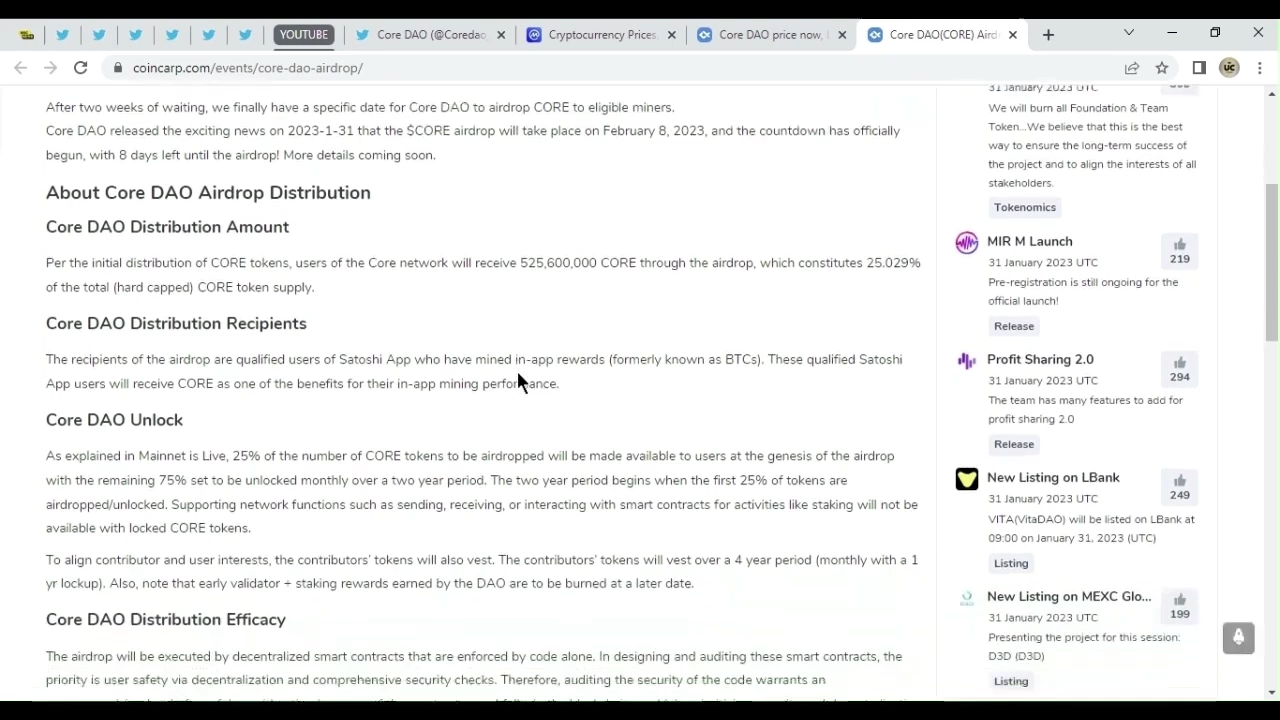 YOUTUBE
Core DAO (@Coredao
Cryptocurrency Prices,
Core DAO price now, l
Core DAO(CORE) Aird
coincarp.com/events/core-dao-airdrop/
UC
After two weeks of waiting, we finally have a specific date for Core DAO to airdrop CORE to eligible miners.
Core DAO released the exciting news on 2023-1-31 that the $CORE airdrop will take place on February 8, 2023, and the countdown has officially
begun, with 8 days left until the airdrop! More details coming soon.
About Core DAO Airdrop Distribution
Core DAO Distribution Amount
Per the initial distribution of CORE tokens, users of the Core network will receive 525,600,000 CORE through the airdrop, which constitutes 25.029%
of the total (hard capped) CORE token supply.
Core DAO Distribution Recipients
The recipients of the airdrop are qualified users of Satoshi App who have mined in-app rewards (formerly known as BTCs). These qualified Satoshi
App users will receive CORE as one of the benefits for their in-app mining performance.
Core DAO Unlock
As explained in Mainnet is Live, 25% of the number of CORE tokens to be airdropped will be made available to users at the genesis of the airdrop
with the remaining 75% set to be unlocked monthly over a two year period. The two year period begins when the first 25% of tokens are
airdropped/unlocked. Supporting network functions such as sending, receiving, or interacting with smart contracts for activities like staking will not be
available with locked CORE tokens.
To align contributor and user interests, the contributors' tokens will also vest. The contributors' tokens will vest over a 4 year period (monthly with a 1
yr lockup). Also, note that early validator + staking rewards earned by the DAO are to be burned at a later date.
Core DAO Distribution Efficacy
The airdrop will be executed by decentralized smart contracts that are enforced by code alone. In designing and auditing these smart contracts, the
priority is user safety via decentralization and comprehensive security checks. Therefore, auditing the security of the code warrants an
31 January 2023 UTC
We will burn all Foundation & Team
Token...We believe that this is the best
way to ensure the long-term success of
the project and to align the interests of all
stakeholders.
Tokenomics
MIR M Launch
31 January 2023 UTC
219
Pre-registration is still ongoing for the
official launch!
Release
Profit Sharing 2.0
31 January 2023 UTC
294
The team has many features to add for
profit sharing 2.0
Release
New Listing on LBank
31 January 2023 UTC
249
VITA(VitaDAO) will be listed on LBank at
09:00 on January 31, 2023 (UTC)
Listing
New Listing on MEXC Glo...
31 January 2023 UTC
199
Presenting the project for this session:
D3D (D3D)
Listing